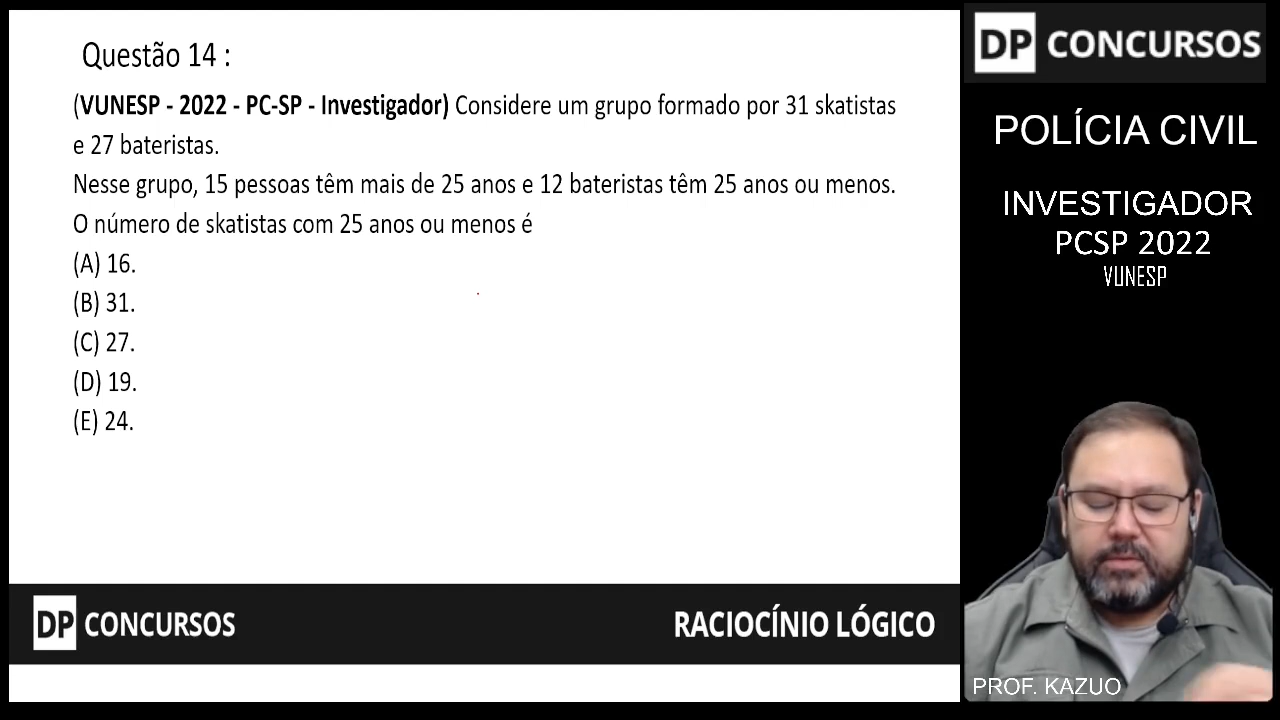 Questão 14 :
(VUNESP - 2022 - PC-SP - Investigador) Considere um grupo formado por 31 skatistas
e 27 bateristas.
Nesse grupo, 15 pessoas têm mais de 25 anos e 12 bateristas têm 25 anos ou menos.
O número de skatistas com 25 anos ou menos é
(A) 16.
(B) 31.
(C) 27.
(D) 19.
(E) 24.
DP CONCURSOS
RACIOCÍNIO LÓGICO
DP CONCURSOS
POLÍCIA CIVIL
INVESTIGADOR
PCSP 2022
VUNESP
PROF. KAZUO